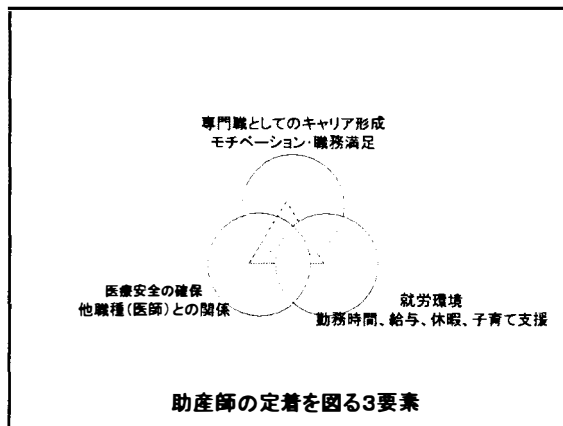 専門職としてのキャリア形成
モチベーション・職務満足
医療安全の確保
他職種(医師)との関係
就労環境
勤務時間、給与、休暇、子育て支援
助産師の定着を図る3要素